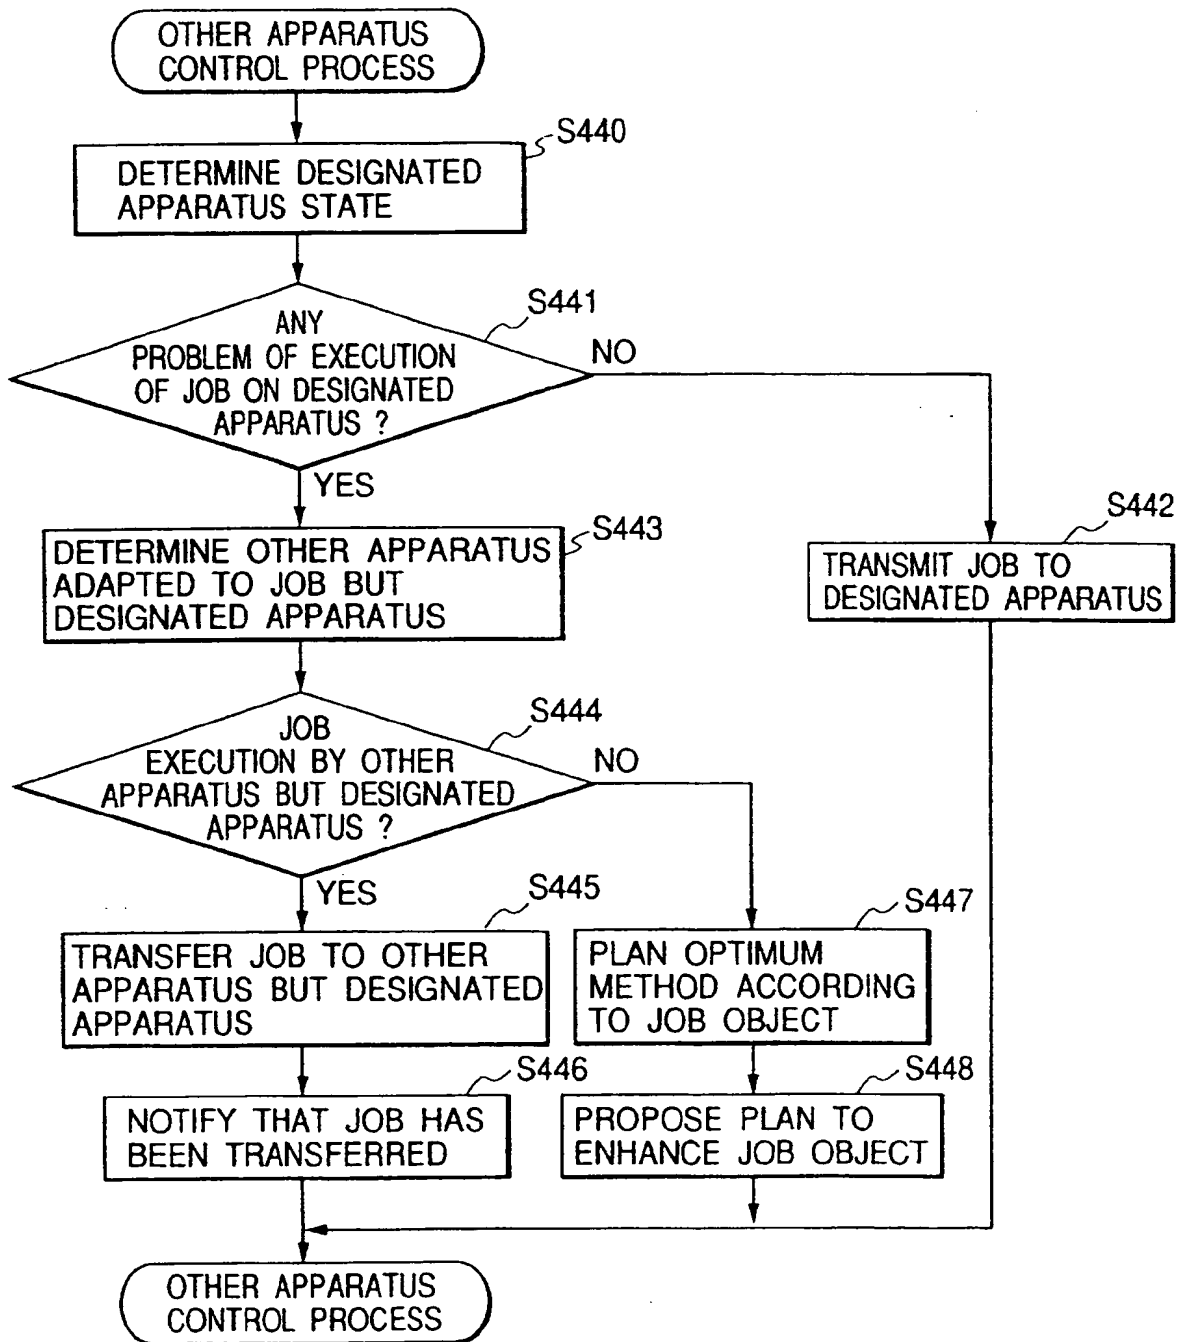 OTHER APPARATUS
CONTROL PROCESS
S440
DETERMINE DESIGNATED
APPARATUS STATE
S441
ANY
PROBLEM OF EXECUTION
OF JOB ON DESIGNATED
APPARATUS ?
NO
YES
S442
TRANSMIT JOB TO
DESIGNATED APPARATUS
S443
DETERMINE OTHER APPARATUS
ADAPTED TO JOB BUT
DESIGNATED APPARATUS
S444
JOB
EXECUTION BY OTHER
APPARATUS BUT DESIGNATED
APPARATUS ?
NO
YES
S445
TRANSFER JOB TO OTHER
APPARATUS BUT DESIGNATED
APPARATUS
S447
PLAN OPTIMUM
METHOD ACCORDING
TO JOB OBJECT
S446
NOTIFY THAT JOB HAS
BEEN TRANSFERRED
S448
PROPOSE PLAN TO
ENHANCE JOB OBJECT
OTHER APPARATUS
CONTROL PROCESS